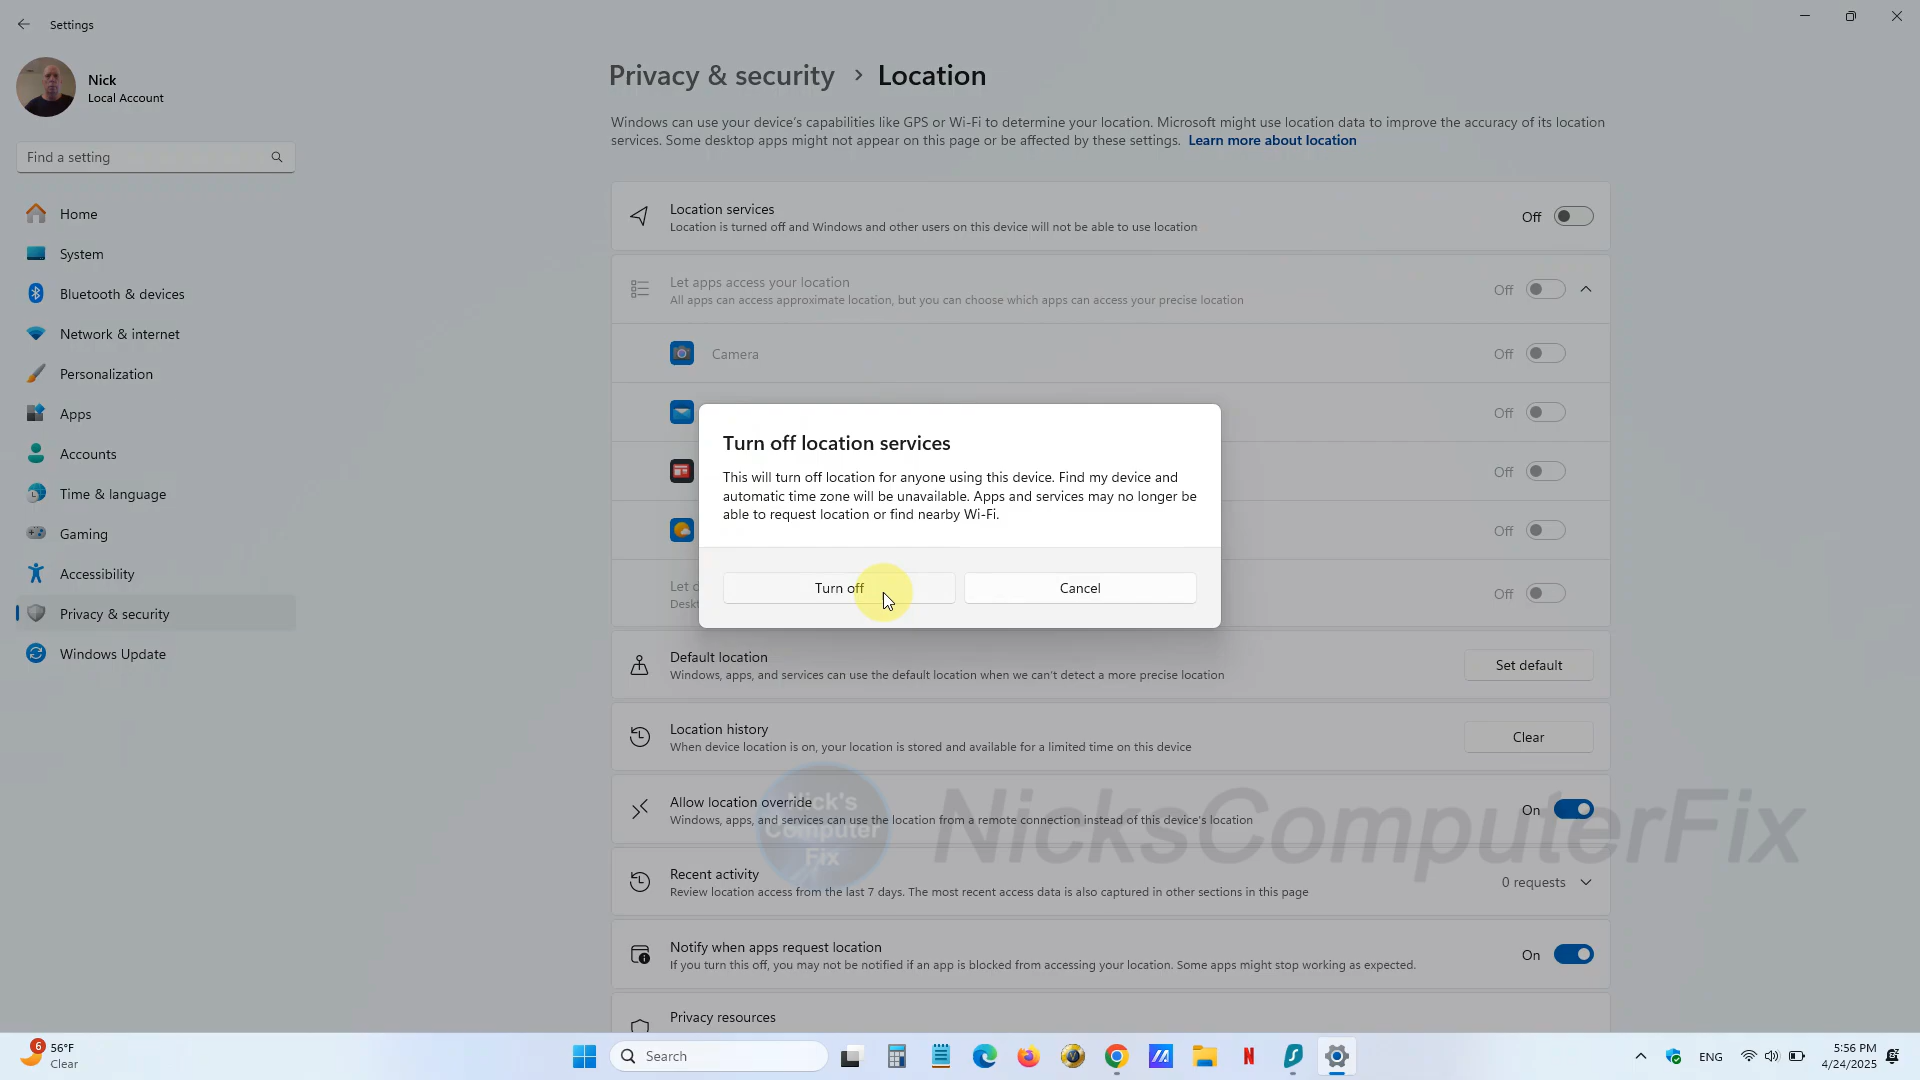 Settings
Nick
Local Account
Find a setting
Home
System
Bluetooth & devices
Network & internet
Personalization
Apps
Accounts
Time & language
Gaming
Accessibility
Privacy & security
Windows Update
Privacy & security > Location
Windows can use your device's capabilities like GPS or Wi-Fi to determine your location. Microsoft might use location data to improve the accuracy of its location
services. Some desktop apps might not appear on this page or be affected by these settings. Learn more about location
Location services
Location is turned off and Windows and other users on this device will not be able to use location
Off
Let apps access your location
All apps can access approximate location, but you can choose which apps can access your precise location
Off
Camera
Off
Off
Off
Off
Let
Off
Turn off location services
This will turn off location for anyone using this device. Find my device and
automatic time zone will be unavailable. Apps and services may no longer be
able to request location or find nearby Wi-Fi.
Turn off
Cancel
Default location
Windows, apps, and services can use the default location when we can't detect a more precise location
Set default
Location history
When device location is on, your location is stored and available for a limited time on this device
Clear
Allow location override
Windows, apps, and services can use the location from a remote connection instead of this device's location
On
Nick's
Computer
Fix
NicksComputerFix
Recent activity
Review location access from the last 7 days. The most recent access data is also captured in other sections in this page
0 requests
Notify when apps request location
If you turn this off, you may not be notified if an app is blocked from accessing your location. Some apps might stop working as expected.
On
Privacy resources
6
56°F
Clear
Search
N
ENG
5:56 PM
4/24/2025